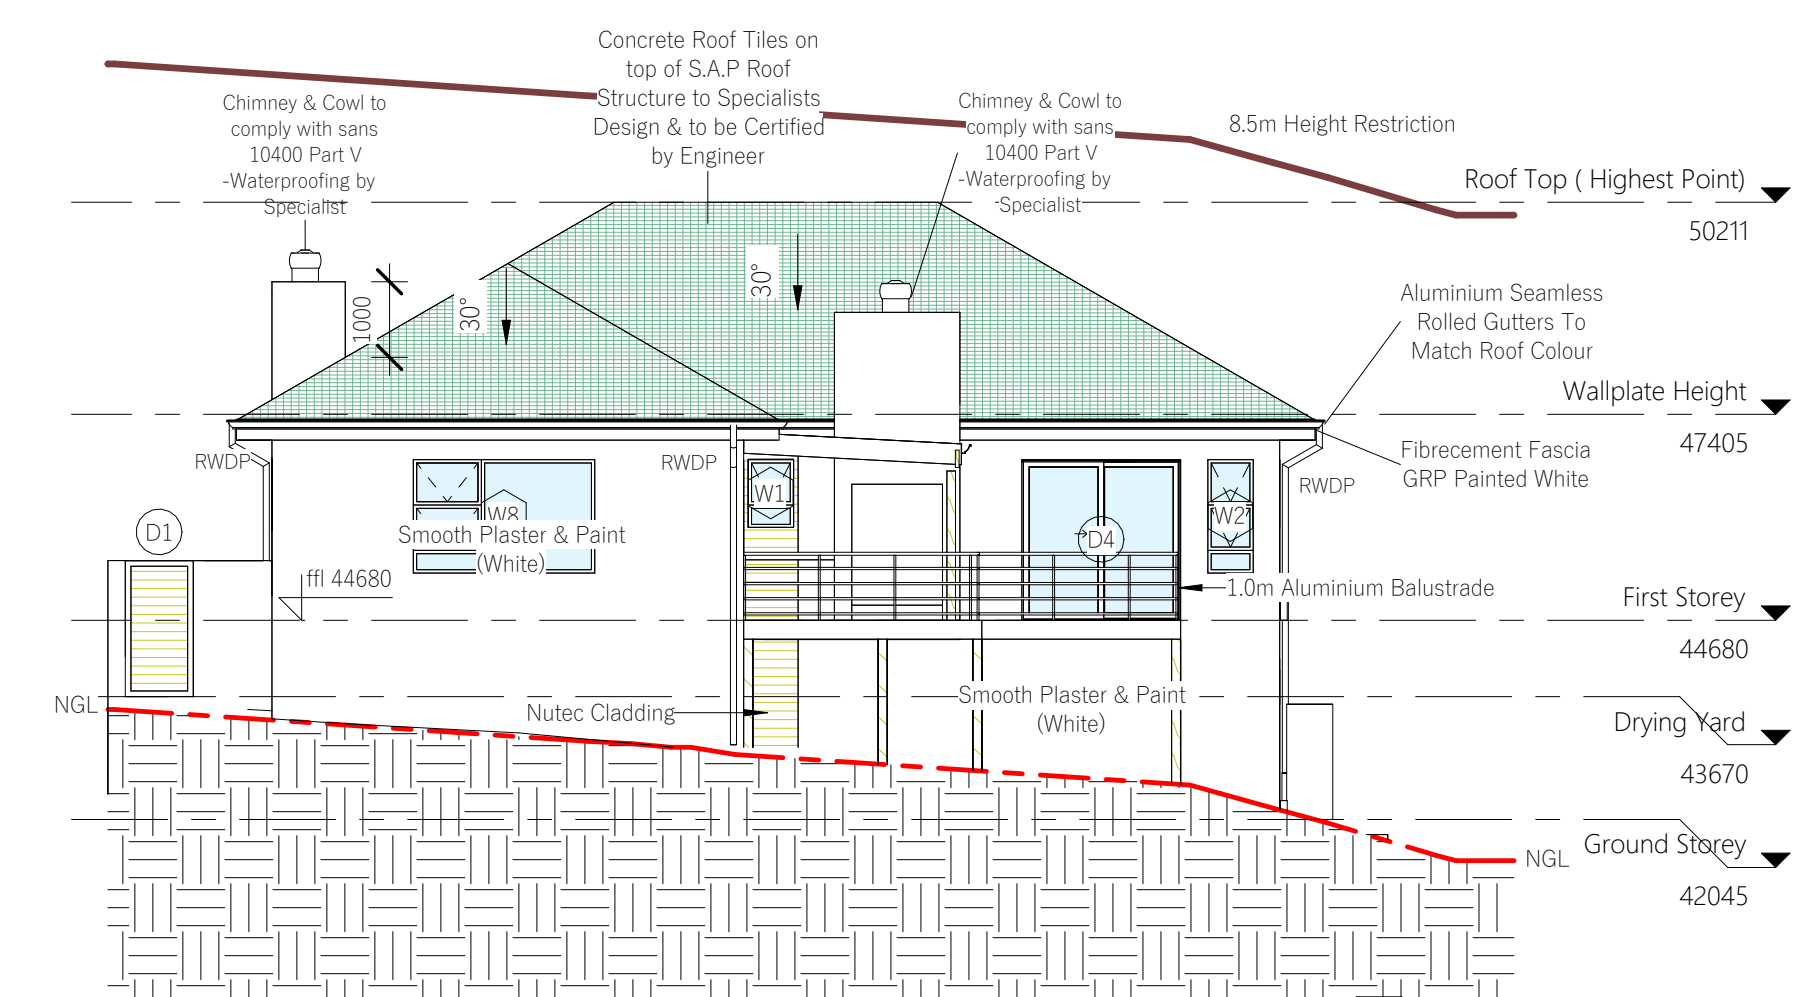 Concrete Roof Tiles on
top of S.A.P Roof
Structure to Specialists
Design & to be Certified
by Engineer
Chimney & Cowl to
comply with sans
10400 Part V
-Waterproofing by
Specialist
Chimney & Cowl to
comply with sans
10400 Part V
-Waterproofing by
Specialist
8.5m Height Restriction
Roof Top ( Highest Point)
50211
30°
30°
1000
Aluminium Seamless
Rolled Gutters To
Match Roof Colour
Wallplate Height
47405
Fibrecement Fascia
GRP Painted White
RWDP
RWDP
RWDP
W8
W1
W2
D1
D4
Smooth Plaster & Paint
(White)
ffl 44680
1.0m Aluminium Balustrade
First Storey
44680
NGL
Nutec Cladding
Smooth Plaster & Paint
(White)
Drying Yard
43670
Ground Storey
42045
NGL